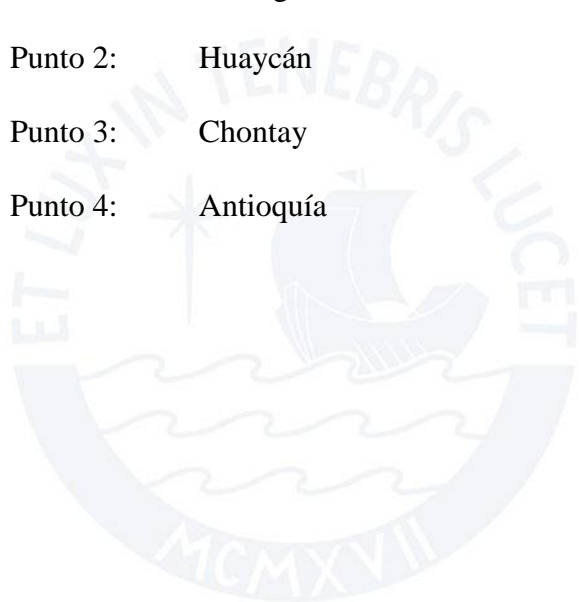 Punto 2: Huaycán
Punto 3: Chontay
Punto 4: Antioquía
ET LUX IN TENEBRIS LUCET
MCMXVII